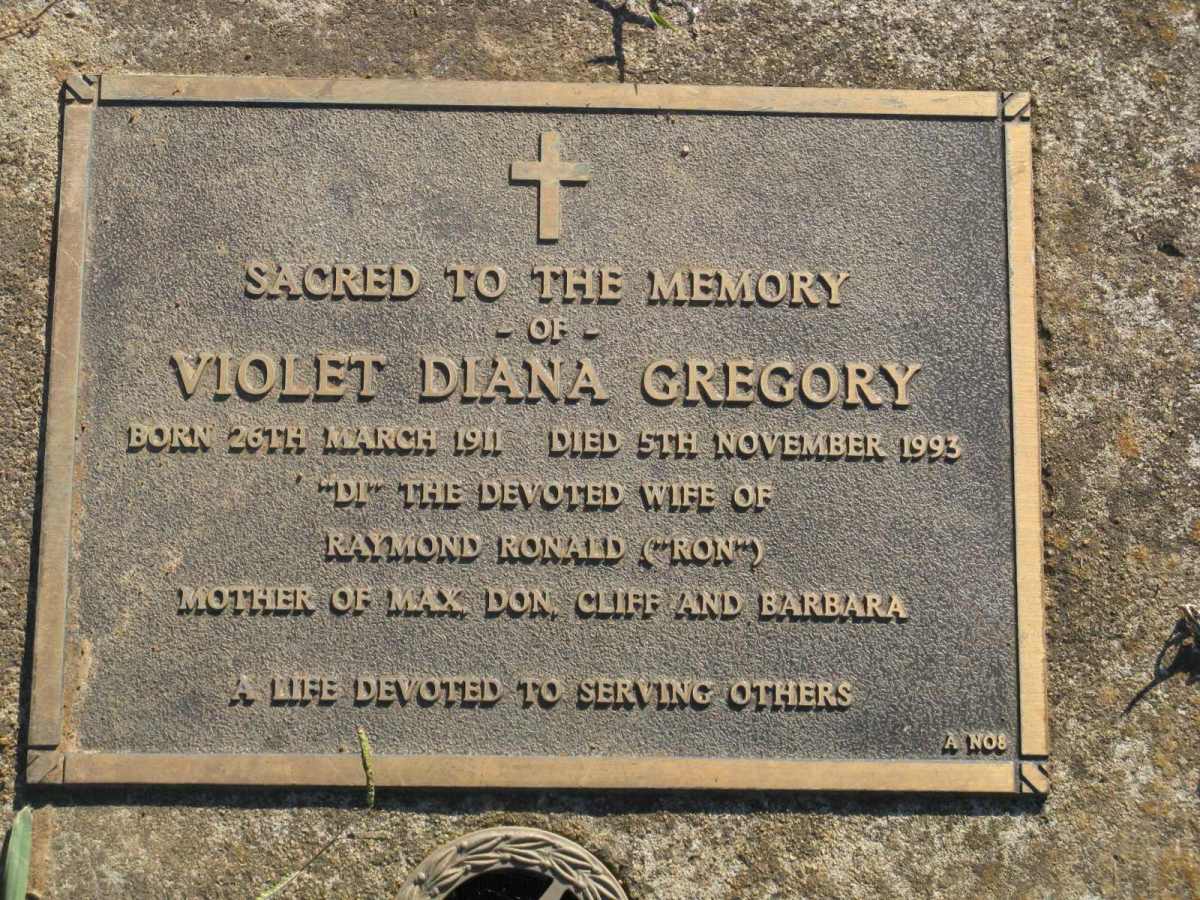 SACRED TO THE MEMORY
- OF -
VIOLET DIANA GREGORY
BORN 26TH MARCH 1911 DIED 5TH NOVEMBER 1993
"DI" THE DEVOTED WIFE OF
RAYMOND RONALD ("RON")
MOTHER OF MAX, DON, CLIFF AND BARBARA
A LIFE DEVOTED TO SERVING OTHERS
A NO8